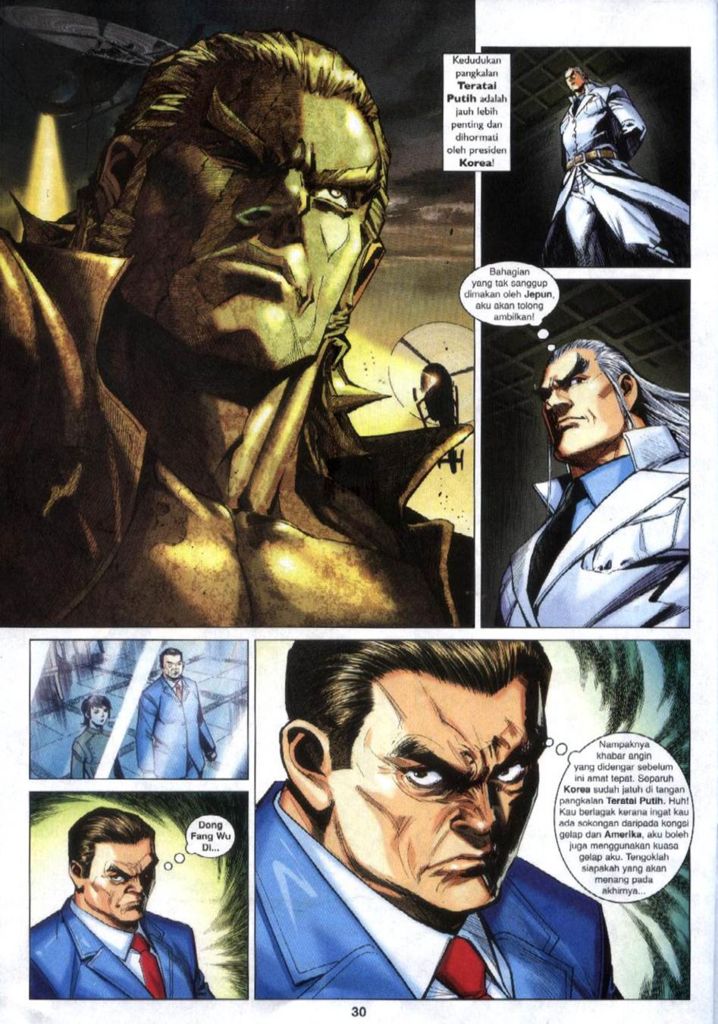 Kedudukan
pangkalan
Teratai
Putih adalah
jauh lebih
penting dan
dihormati
oleh presiden
Korea!
Bahagian
yang tak sanggup
dimakan oleh Jepun,
aku akan tolong
ambilkan!
Dong
Fang Wu
Di...
Nampaknya
khabar angin
yang didengar sebelum
ini amat tepat. Separuh
Korea sudah jatuh di tangan
pangkalan Teratai Putih. Huh!
Kau berlagak kerana ingat kau
ada sokongan daripada kongsi
gelap dan Amerika, aku boleh
juga menggunakan kuasa
gelap aku. Tengoklah
siapakah yang akan
menang pada
akhirnya...
30